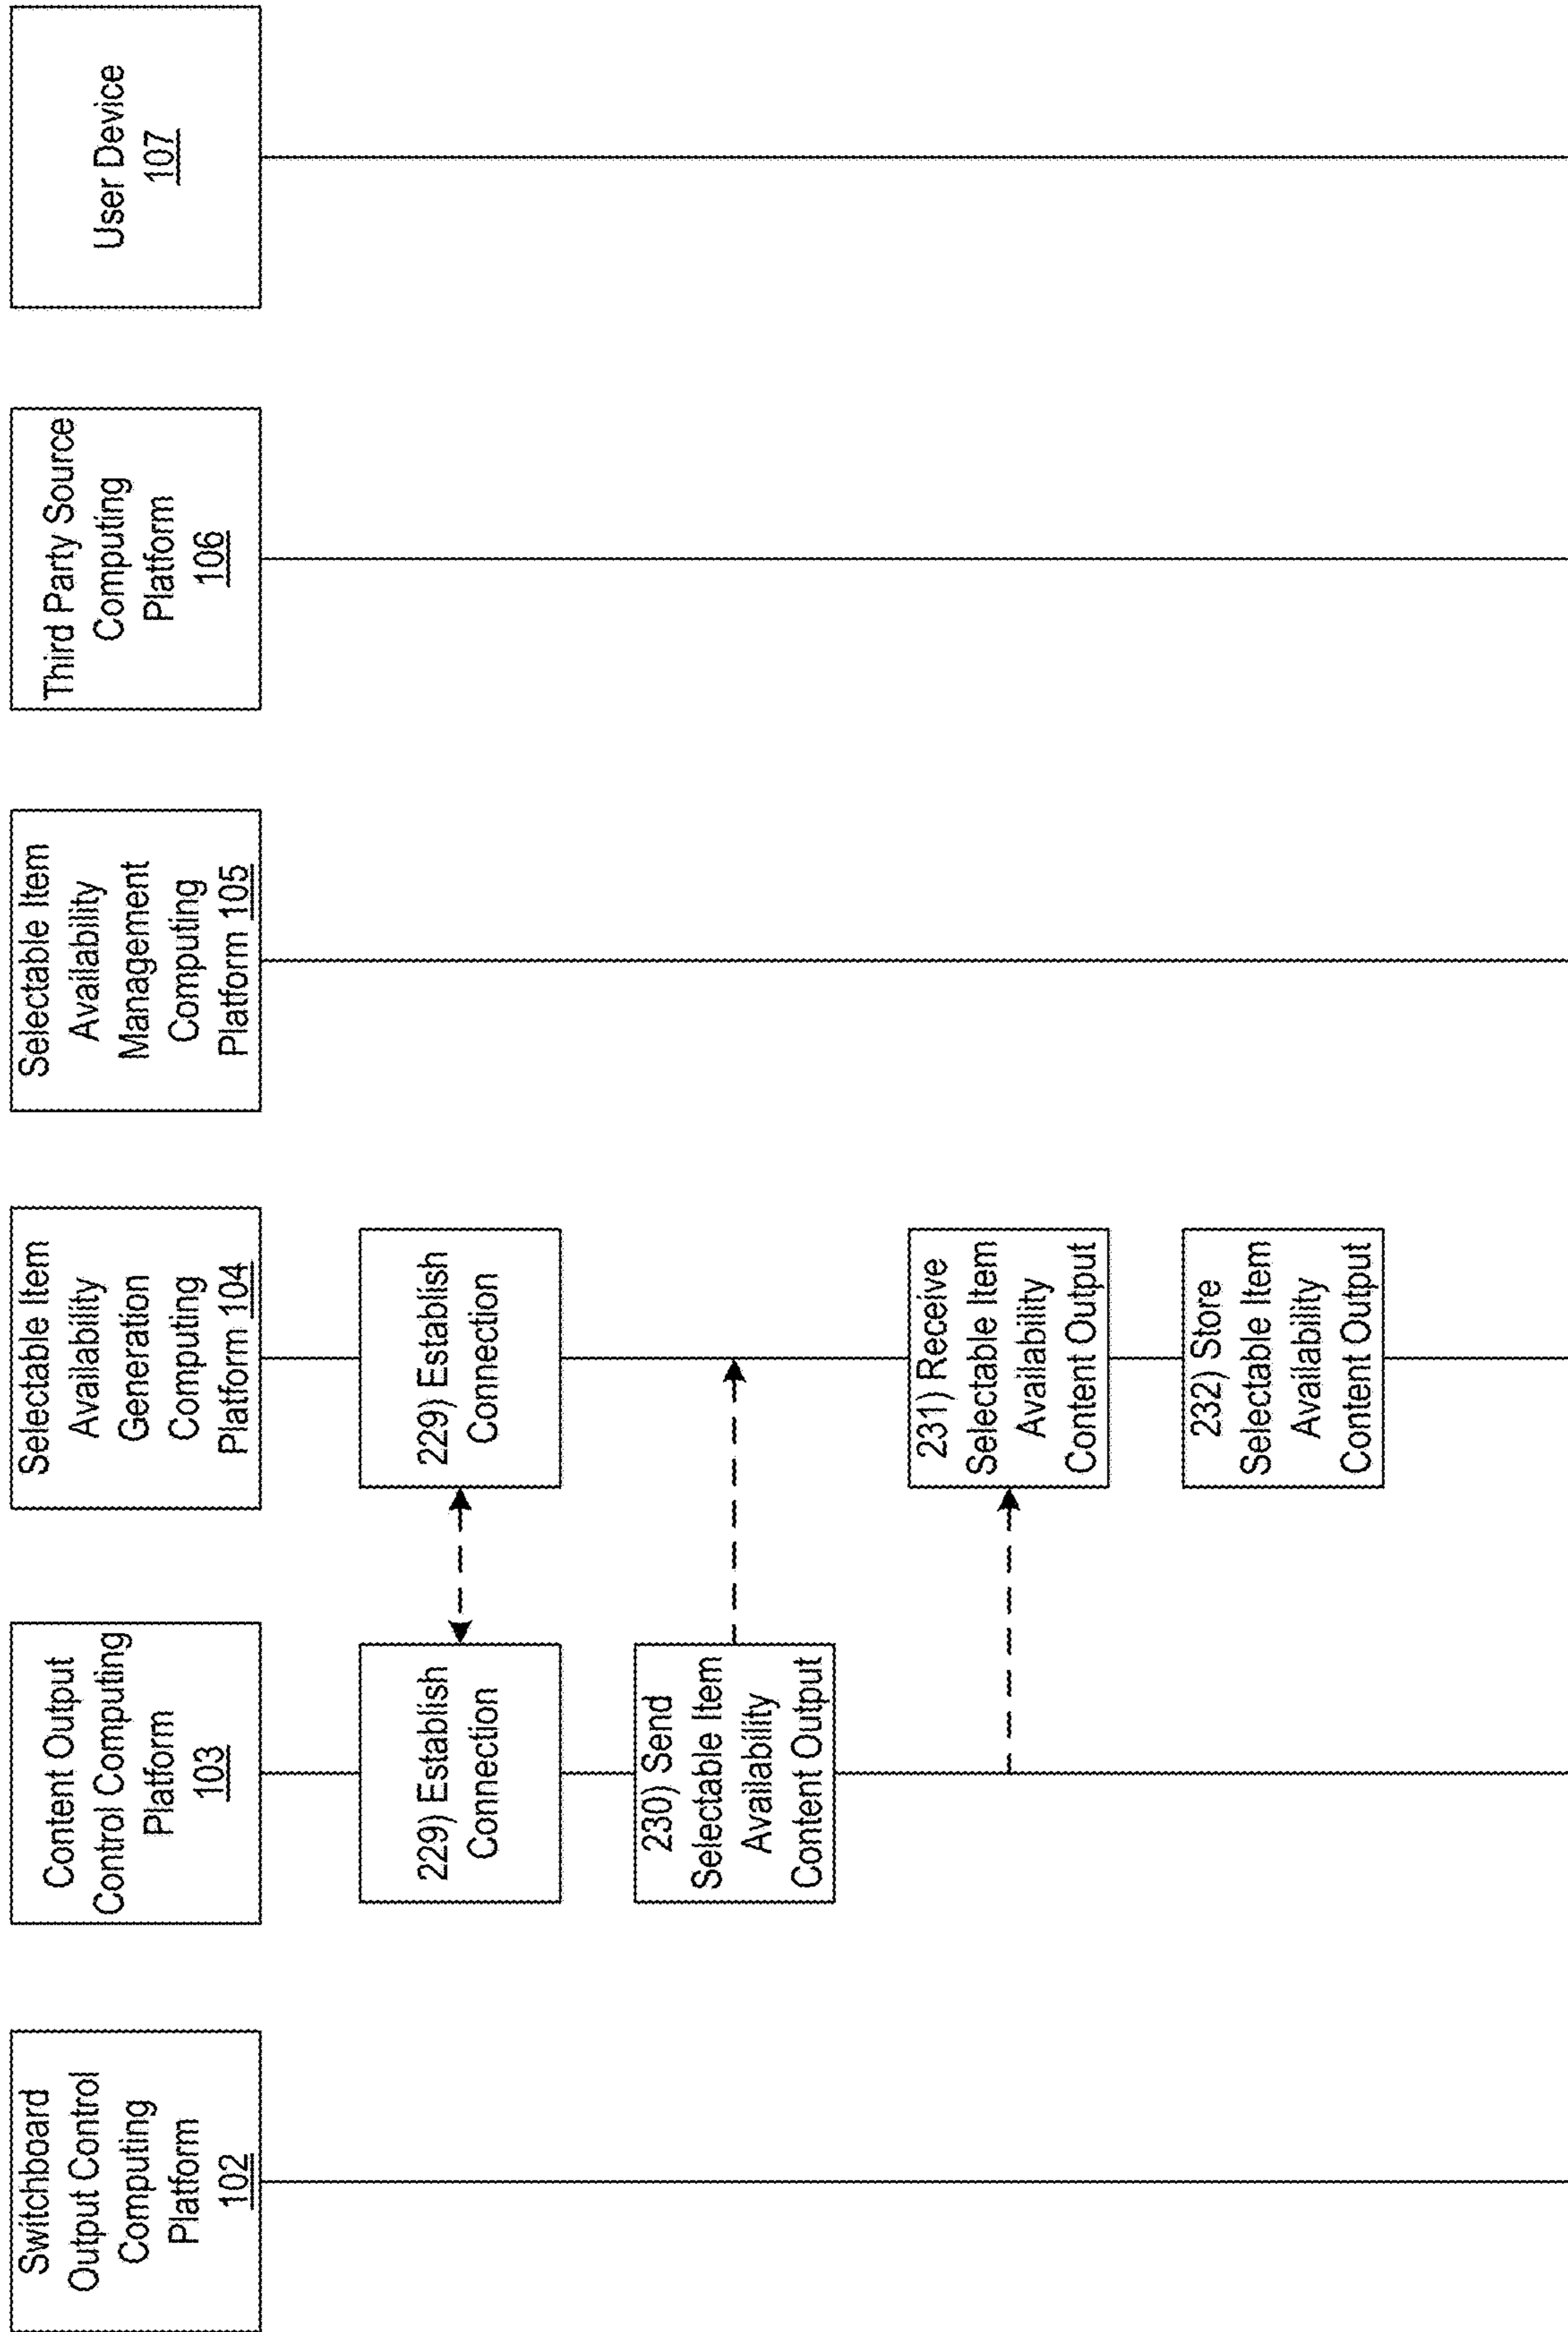 Switchboard
Output Control
Computing
Platform
102
Content Output
Control Computing
Platform
103
Selectable Item
Availability
Generation
Computing
Platform 104
Selectable Item
Availability
Management
Computing
Platform 105
Third Party Source
Computing
Platform
106
User Device
107
229) Establish
Connection
229) Establish
Connection
230) Send
Selectable Item
Availability
Content Output
231) Receive
Selectable Item
Availability
Content Output
232) Store
Selectable Item
Availability
Content Output